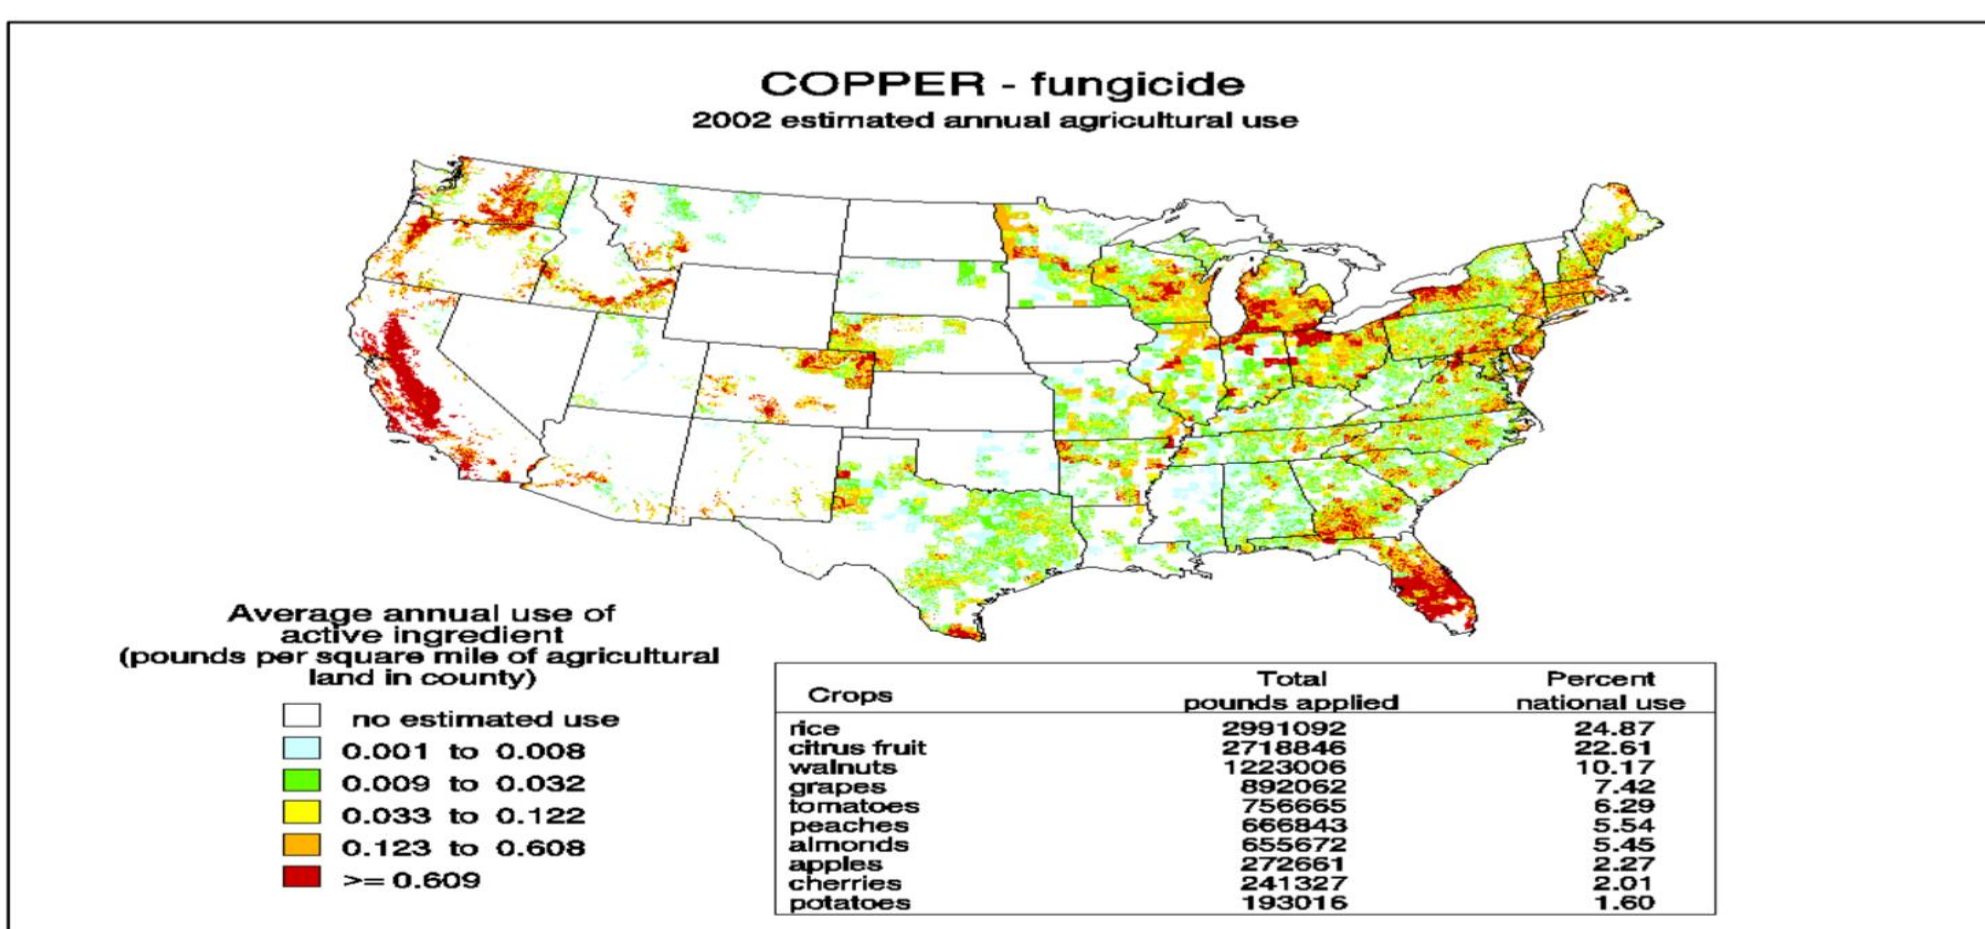 COPPER - fungicide
2002 estimated annual agricultural use
Average annual use of
active ingredient
(pounds per square mile of agricultural
land in county)
no estimated use
0.001 to 0.008
0.009 to 0.032
0.033 to 0.122
0.123 to 0.608
>= 0.609
Crops Total pounds applied Percent national use
rice 2991092 24.87
citrus fruit 2718846 22.61
walnuts 1223006 10.17
grapes 892062 7.42
tomatoes 756665 6.29
peaches 666843 5.54
almonds 655672 5.45
apples 272661 2.27
cherries 241327 2.01
potatoes 193016 1.60